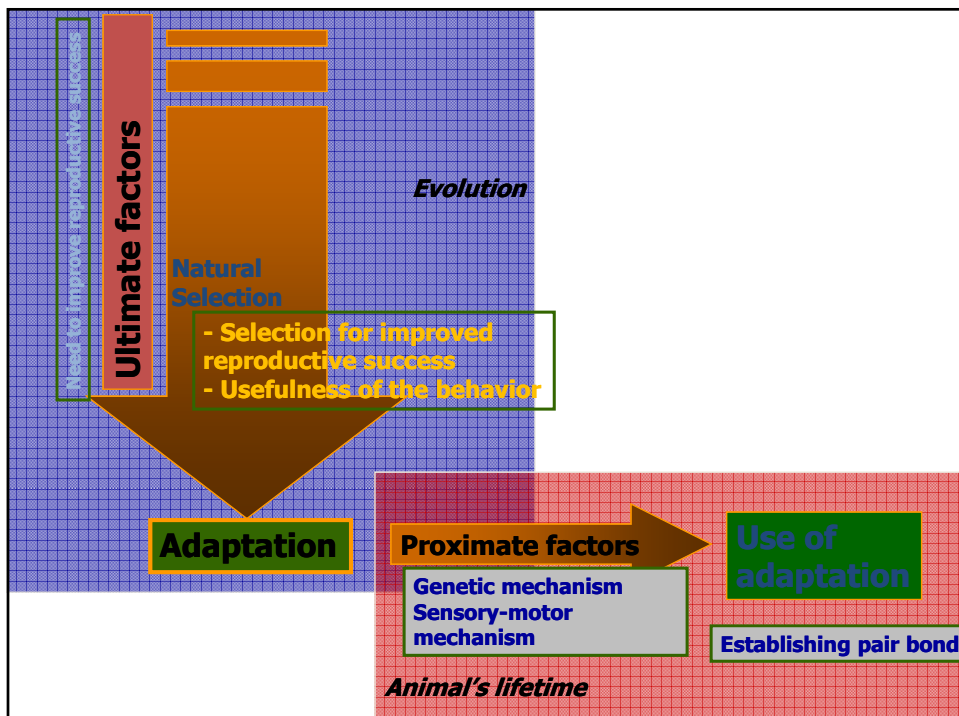 Need to improve reproductive success
Ultimate factors
Evolution
Natural
Selection
- Selection for improved
reproductive success
- Usefulness of the behavior
Adaptation
Proximate factors
Genetic mechanism
Sensory-motor
mechanism
Use of
adaptation
Establishing pair bond
Animal's lifetime